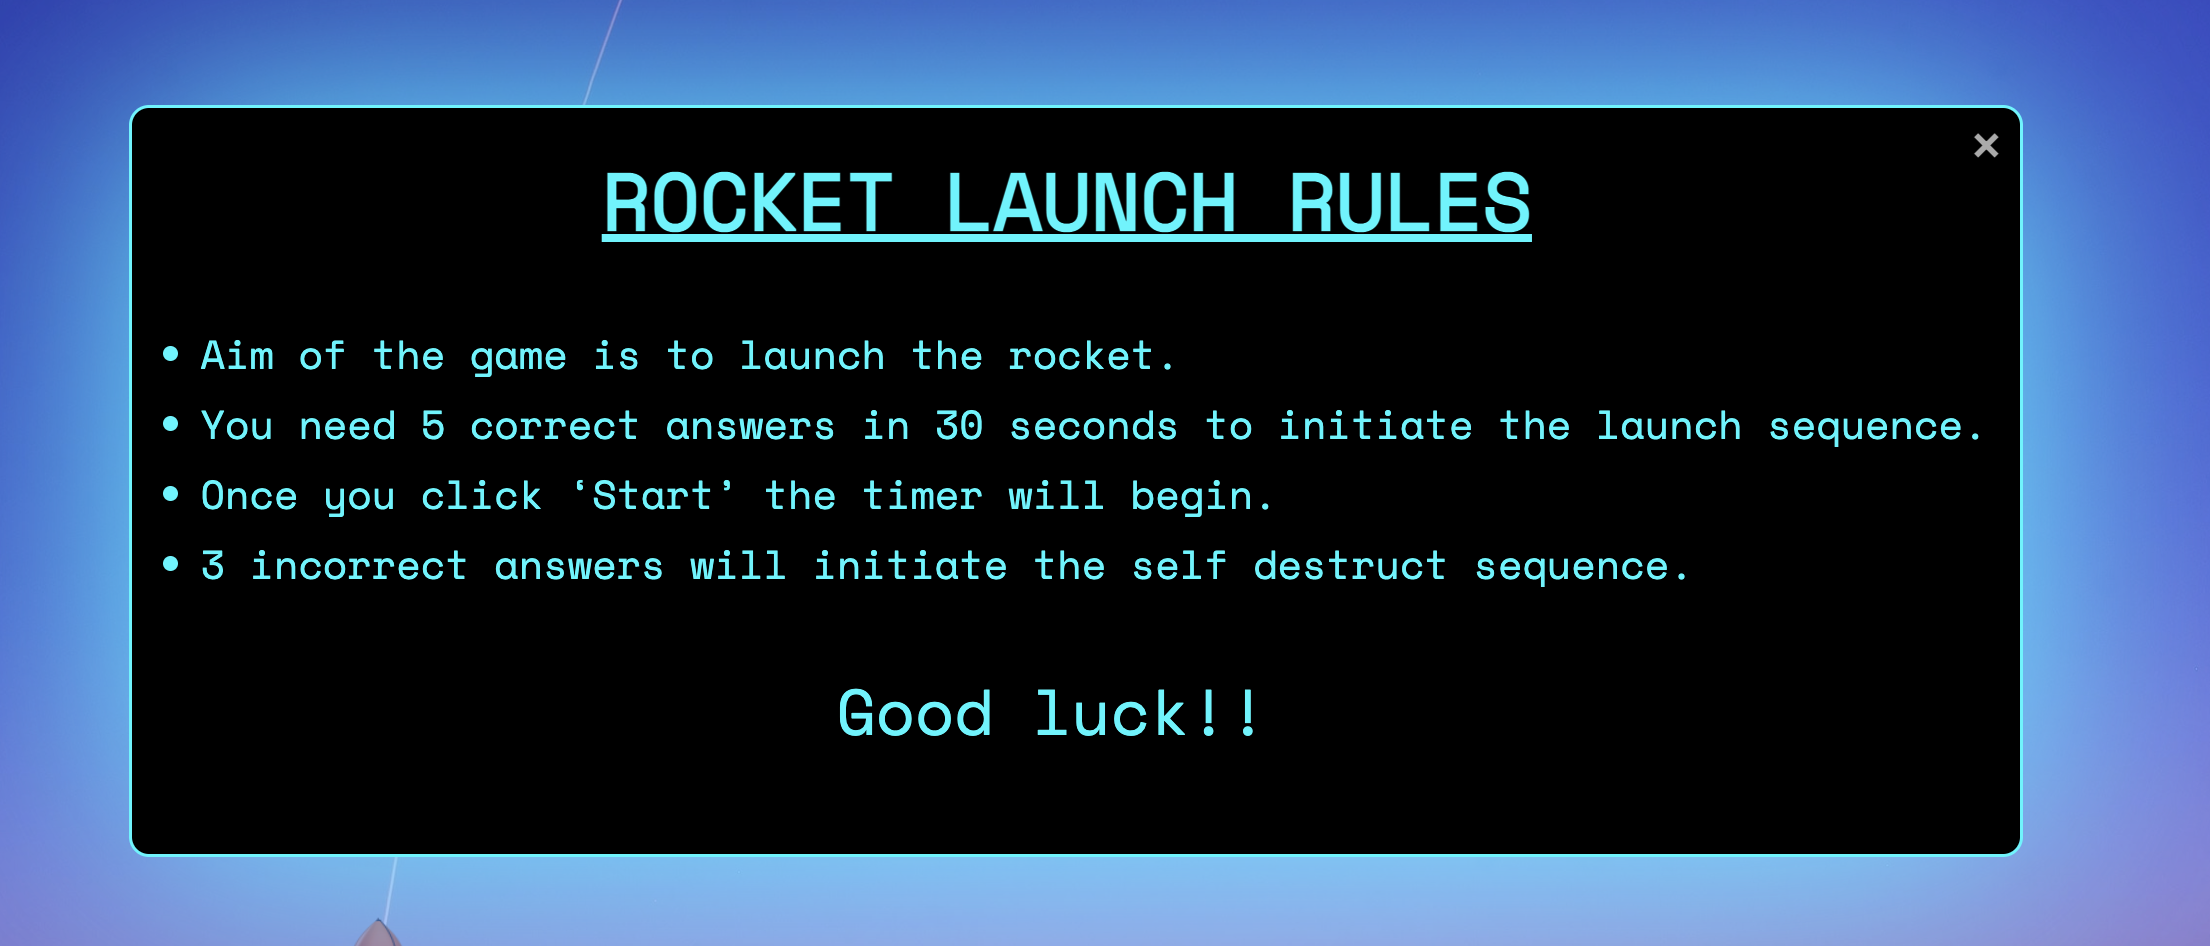 ROCKET LAUNCH RULES
• Aim of the game is to launch the rocket.
• You need 5 correct answers in 30 seconds to initiate the launch sequence.
• Once you click ‘Start’ the timer will begin.
• 3 incorrect answers will initiate the self destruct sequence.
Good luck!!